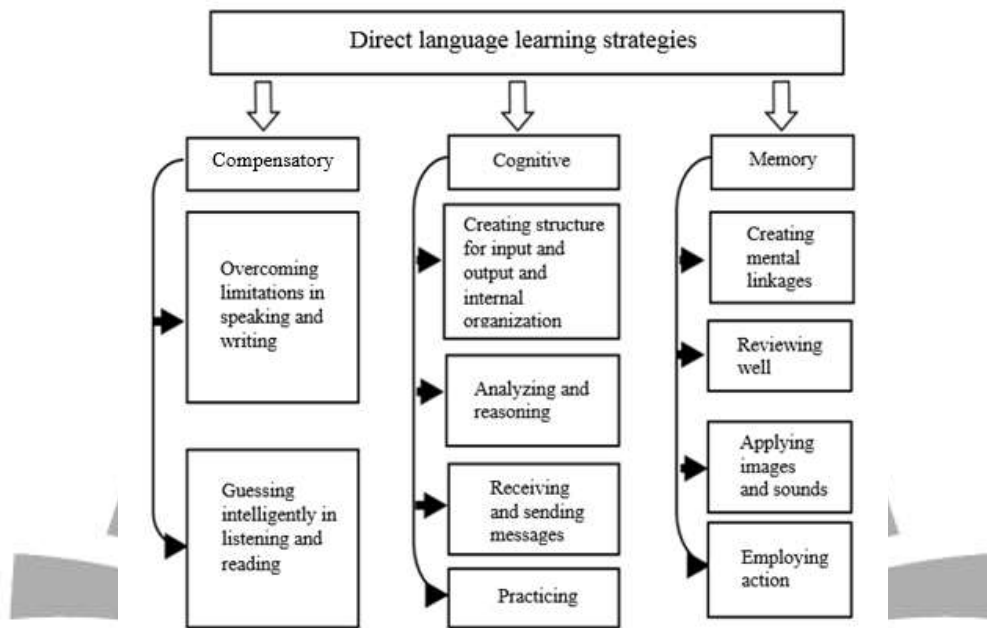 Direct language learning strategies
Compensatory
Overcoming
limitations in
speaking and
writing
Guessing
intelligently in
listening and
reading
Cognitive
Creating structure
for input and
output and
internal
organization
Analyzing and
reasoning
Receiving
and sending
messages
Practicing
Memory
Creating
mental
linkages
Reviewing
well
Applying
images
and sounds
Employing
action